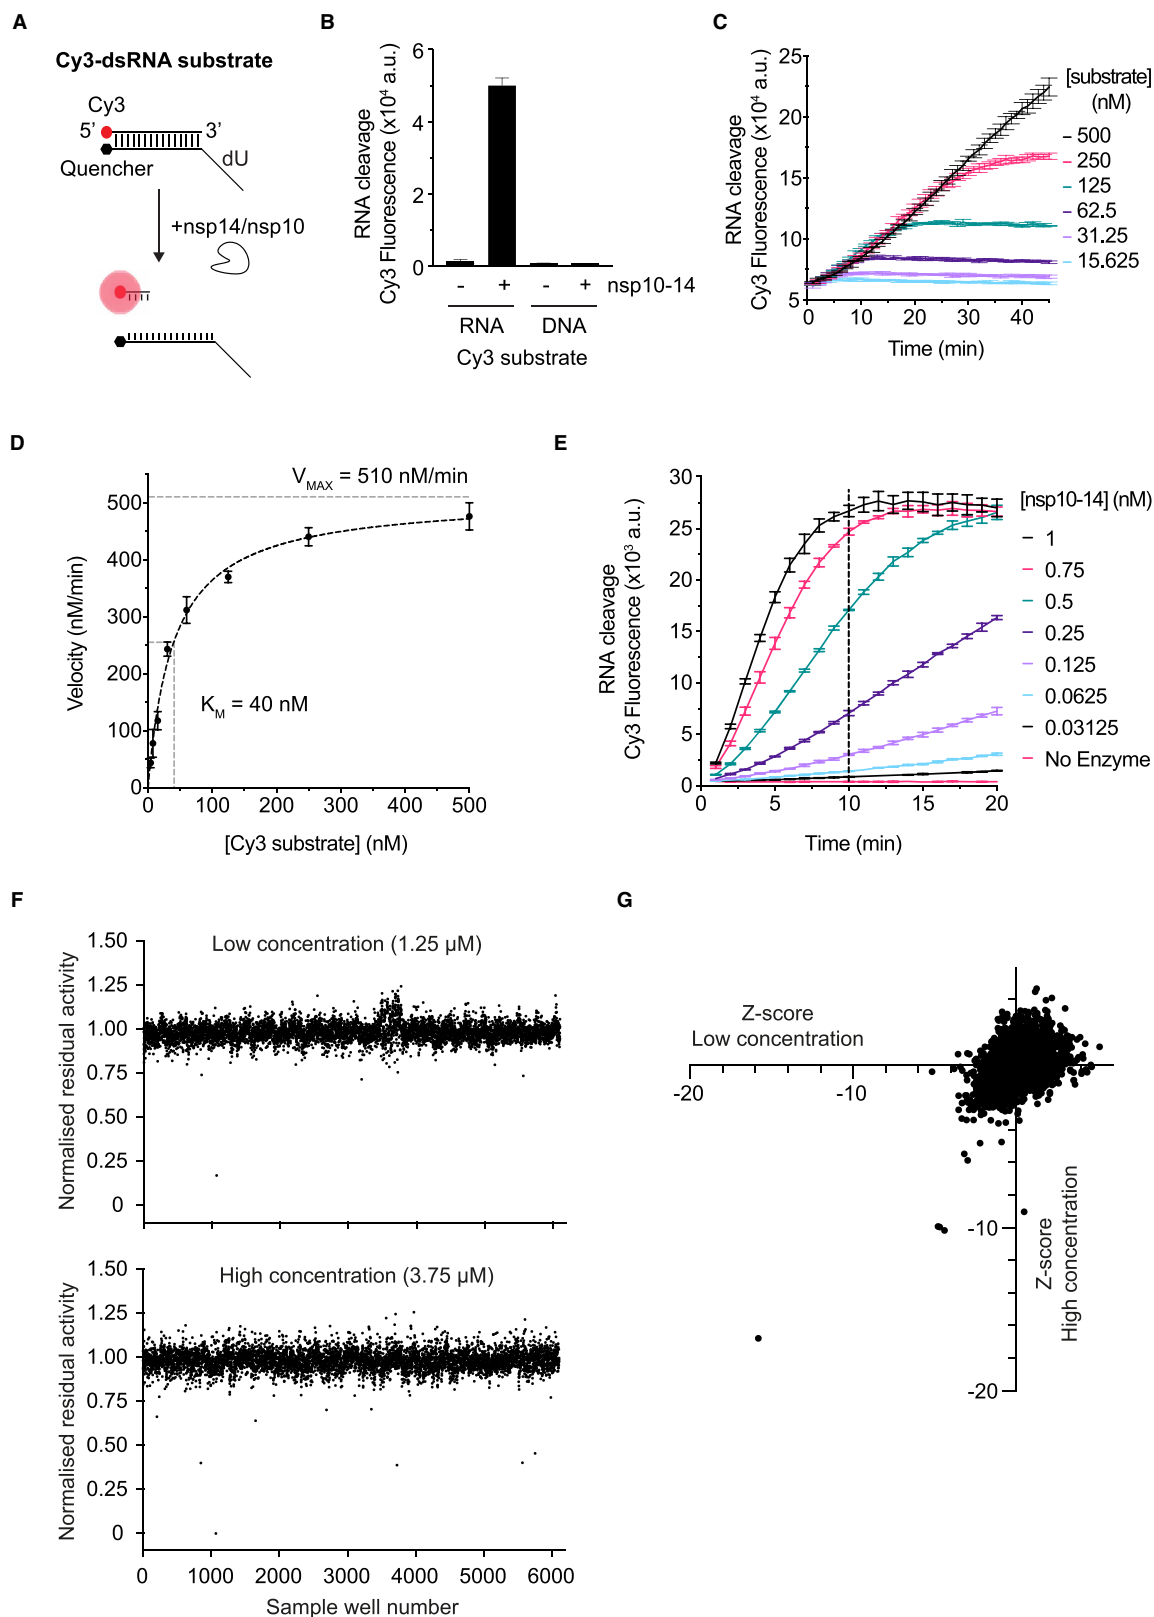 A
Cy3-dsRNA substrate
Cy3
5’
3’
Quencher
dU
+nsp14/nsp10
B
RNA cleavage
Cy3 Fluorescence (x10⁴ a.u.)
6
4
2
0
- + - + nsp10-14
RNA DNA
Cy3 substrate
C
RNA cleavage
Cy3 Fluorescence (x10⁴ a.u.)
25
20
15
10
5
0 10 20 30 40
Time (min)
[substrate]
(nM)
500
250
125
62.5
31.25
15.625
D
Velocity (nM/min)
500
400
300
200
100
0
V_MAX = 510 nM/min
K_M = 40 nM
0 100 200 300 400 500
[Cy3 substrate] (nM)
E
RNA cleavage
Cy3 Fluorescence (x10³ a.u.)
30
25
20
15
10
5
0
0 5 10 15 20
Time (min)
[nsp10-14] (nM)
1
0.75
0.5
0.25
0.125
0.0625
0.03125
No Enzyme
F
Low concentration (1.25 µM)
Normalised residual activity
1.50
1.25
1.00
0.75
0.50
0.25
0
High concentration (3.75 µM)
Normalised residual activity
1.50
1.25
1.00
0.75
0.50
0.25
0
0 1000 2000 3000 4000 5000 6000
Sample well number
G
Z-score
Low concentration
-20 -10
-10
-20
Z-score
High concentration